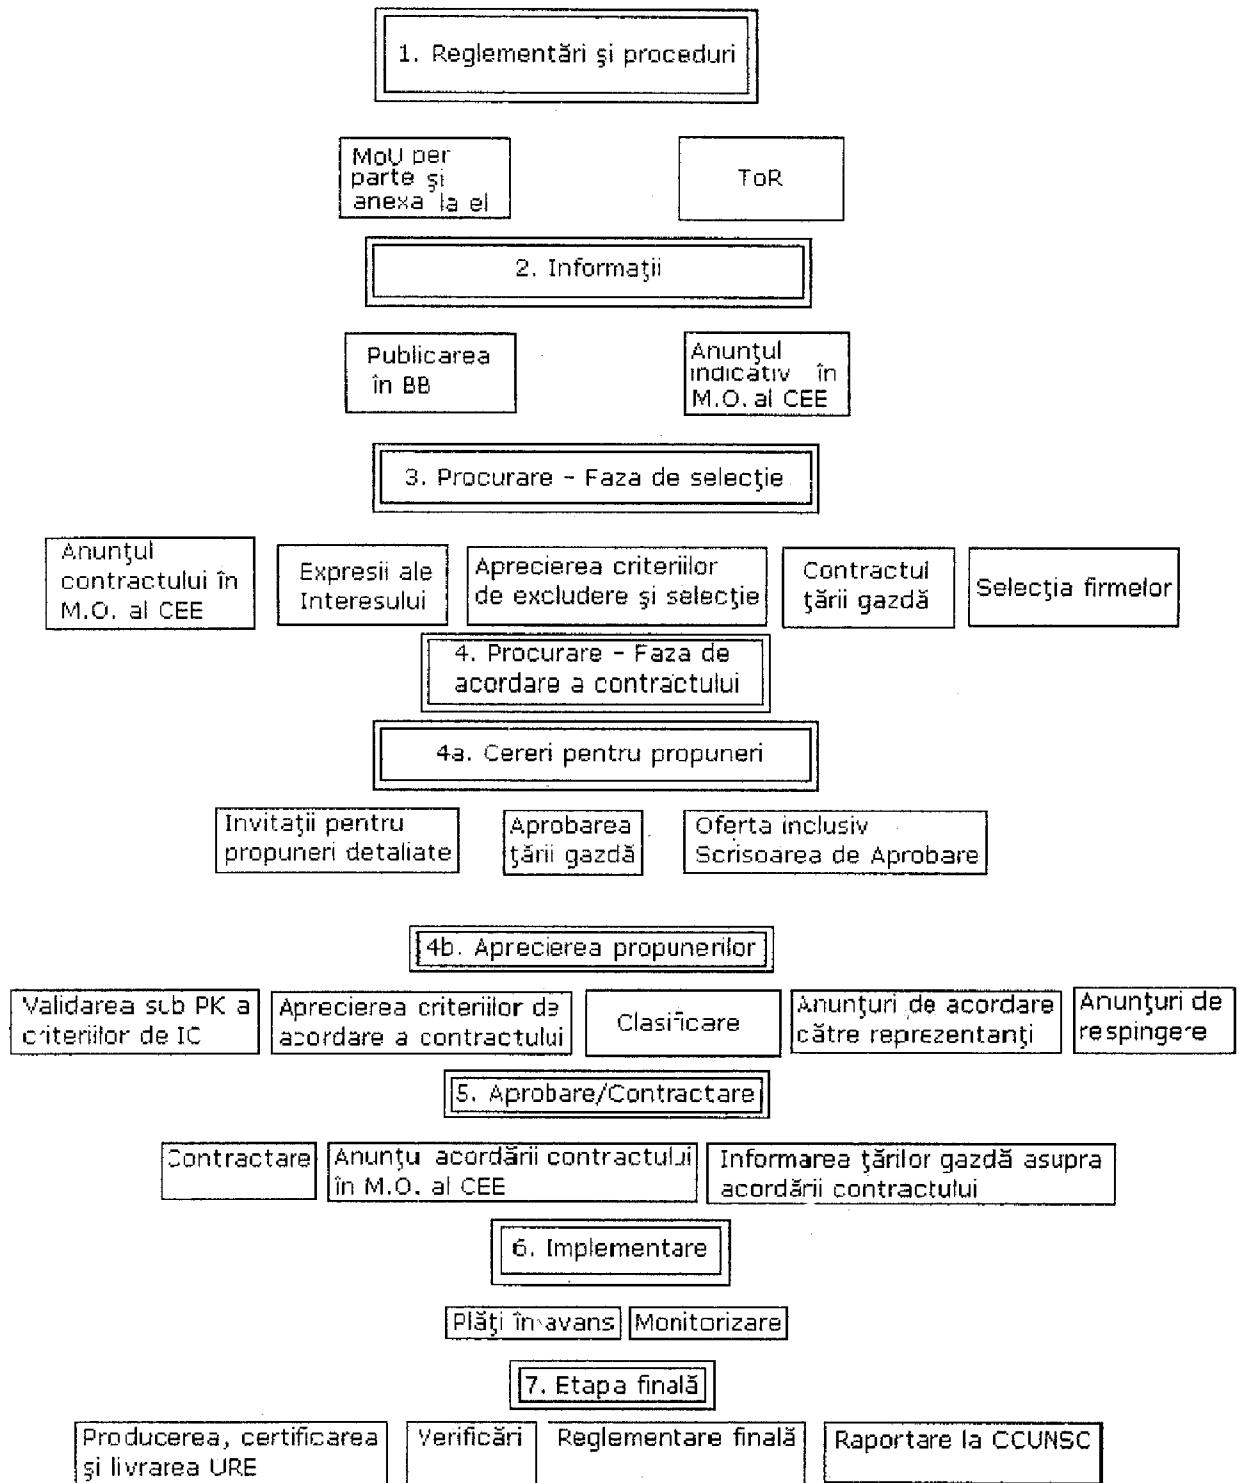 1. Reglementări şi proceduri
MoU per
parte şi
anexa la el
ToR
2. Informaţii
Publicarea
în BB
Anunţul
indicativ în
M.O. al CEE
3. Procurare - Faza de selecţie
Anunţul
contractului în
M.O. al CEE
Expresii ale
Interesului
Aprecierea criteriilor
de excludere şi selecţie
Contractul
ţării gazdă
Selecţia firmelor
4. Procurare - Faza de
acordare a contractului
4a. Cereri pentru propuneri
Invitaţii pentru
propuneri detaliate
Aprobarea
ţării gazdă
Oferta inclusiv
Scrisoarea de Aprobare
4b. Aprecierea propunerilor
Validarea sub PK a
criteriilor de IC
Aprecierea criteriilor de
acordare a contractului
Clasificare
Anunţuri de acordare
către reprezentanţi
Anunţuri de
respingere
5. Aprobare/Contractare
Contractare
Anunţu acordării contractului
în M.O. al CEE
Informarea ţărilor gazdă asupra
acordării contractului
6. Implementare
Plăţi în avans
Monitorizare
7. Etapa finală
Producerea, certificarea
şi livrarea URE
Verificări
Reglementare finală
Raportare la CCUNSC